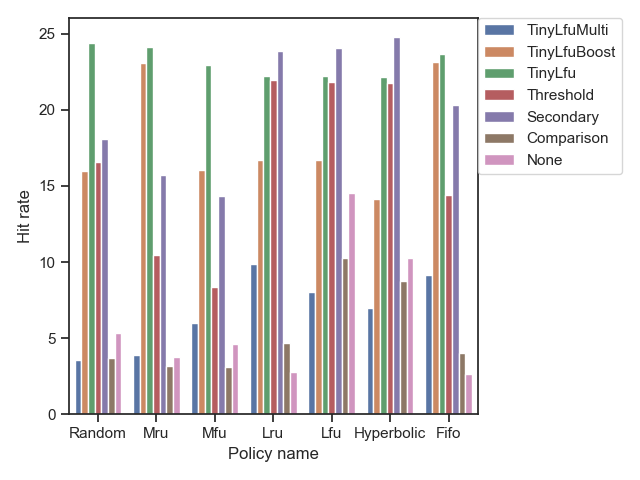 25
20
15
10
5
0
Hit rate
Random Mru Mfu Lru Lfu Hyperbolic Fifo
Policy name
TinyLfuMulti
TinyLfuBoost
TinyLfu
Threshold
Secondary
Comparison
None